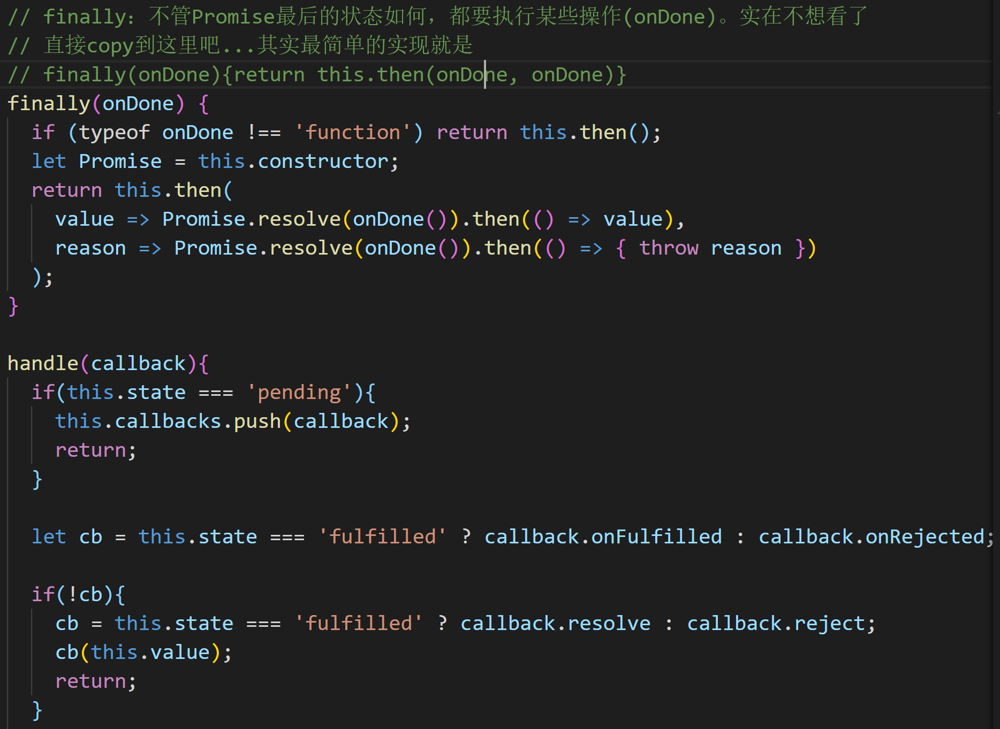 // finally：不管Promise最后的状态如何，都要执行某些操作(onDone)。实在不想看了
// 直接copy到这里吧...其实最简单的实现就是
// finally(onDone){return this.then(onDone, onDone)}
finally(onDone) {
  if (typeof onDone !== 'function') return this.then();
  let Promise = this.constructor;
  return this.then(
    value => Promise.resolve(onDone()).then(() => value),
    reason => Promise.resolve(onDone()).then(() => { throw reason })
  );
}
handle(callback){
  if(this.state === 'pending'){
    this.callbacks.push(callback);
    return;
  }
  let cb = this.state === 'fulfilled' ? callback.onFulfilled : callback.onRejected;
  if(!cb){
    cb = this.state === 'fulfilled' ? callback.resolve : callback.reject;
    cb(this.value);
    return;
  }